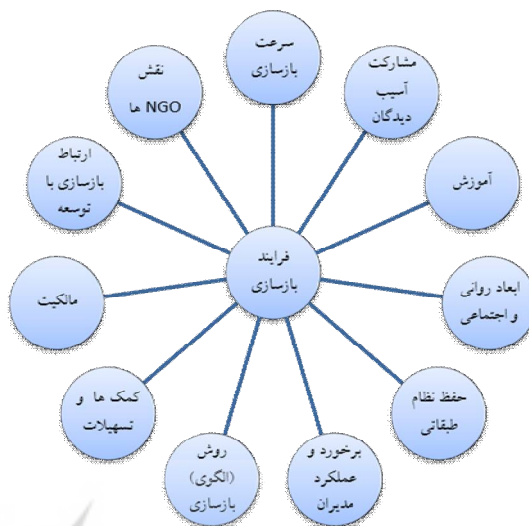 سرعت
بازسازی
مشارکت
آسیب
دیدگان
آموزش
ابعاد روانی
و اجتماعی
حفظ نظام
طبقاتی
برخورد و
عملکرد
مدیران
روش
(الگوی)
بازسازی
کمک ها و
تسهیلات
مالکیت
ارتباط
بازسازی با
توسعه
نقش
NGO ها
فرایند
بازسازی